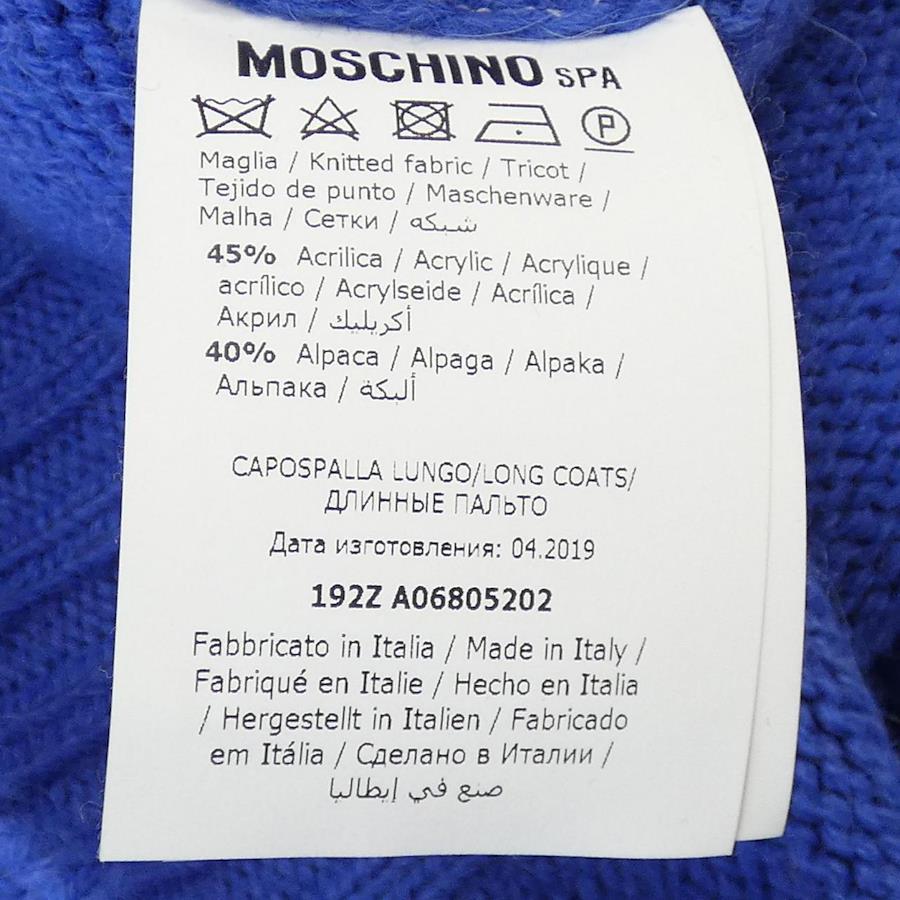 MOSCHINO SPA
P
Maglia / Knitted fabric / Tricot /
Tejido de punto / Maschenware /
Malha / Сетки / شبكه
45% Acrilica / Acrylic / Acrylique /
acrílico / Acrylseide / Acrílica /
Акрил / أكريليك
40% Alpaca / Alpaga / Alpaka /
Альпака / ألبكة
CAPOSPALLA LUNGO/LONG COATS/
ДЛИННЫЕ ПАЛЬТО
Дата изготовления: 04.2019
192Z A06805202
Fabbricato in Italia / Made in Italy /
Fabriqué en Italie / Hecho en Italia
/ Hergestellt in Italien / Fabricado
em Itália / Сделано в Италии /
صنع في إيطاليا